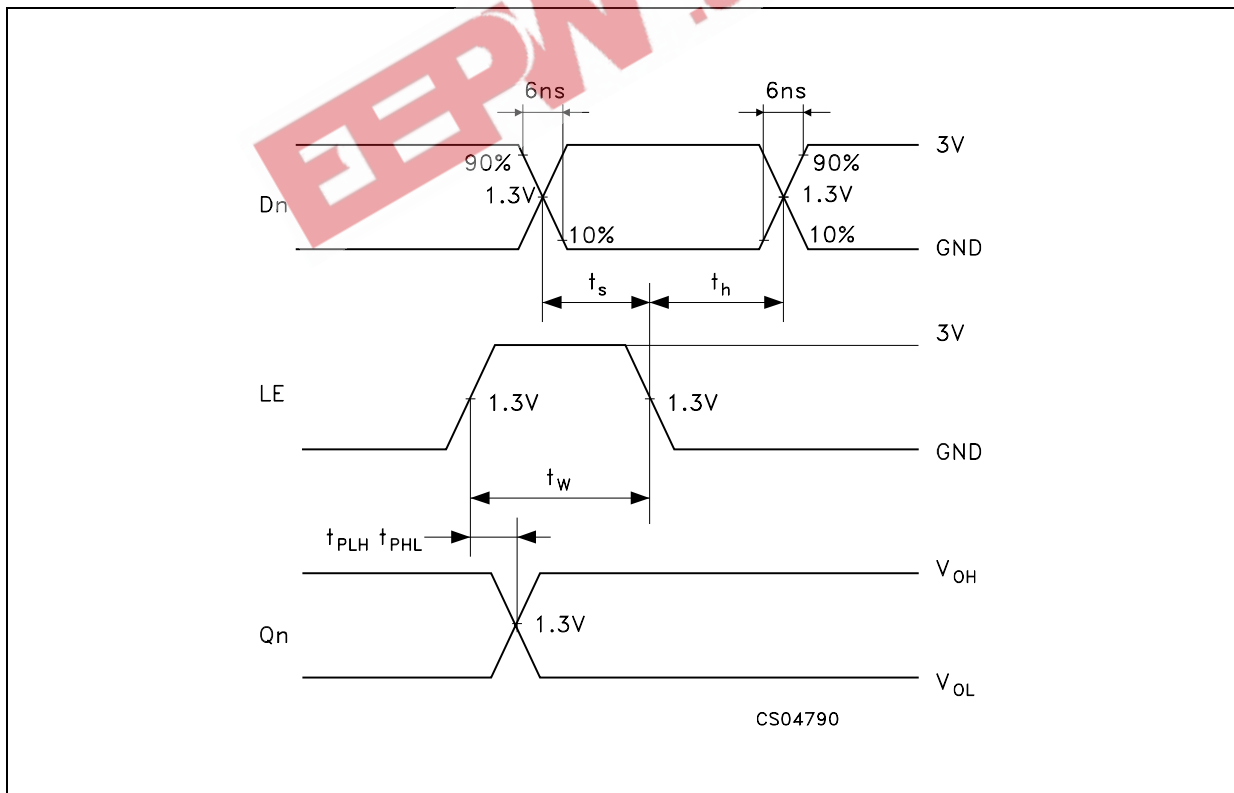 6ns 6ns
3V
90% 90%
Dn 1.3V 1.3V
10% 10%
GND
ts th
3V
LE 1.3V 1.3V
GND
tW
tPLH tPHL
VOH
Qn 1.3V
VOL
CS04790
EEPW